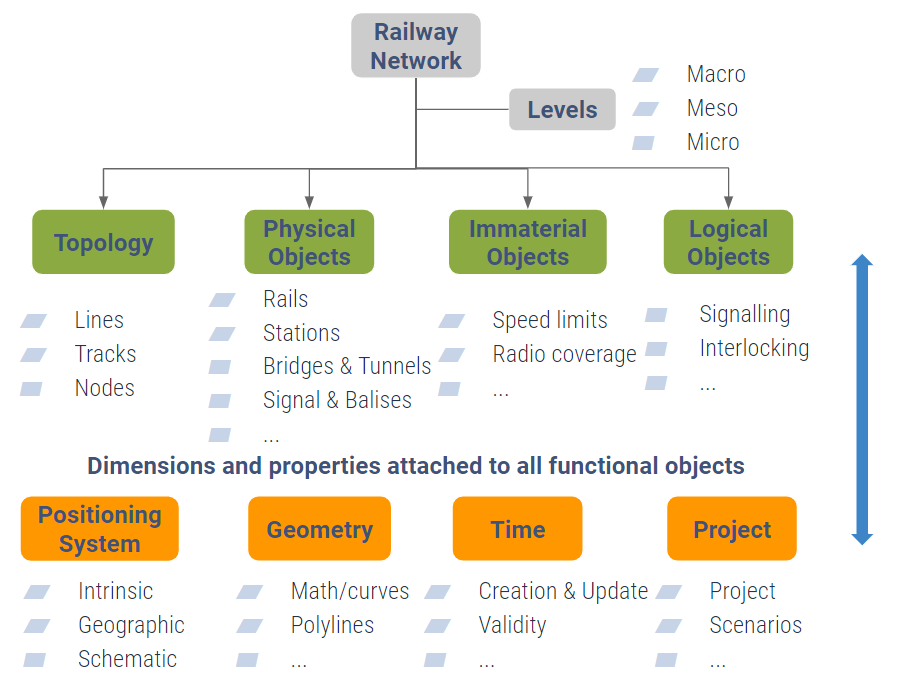 Railway
Network
Levels
Macro
Meso
Micro
Topology
Lines
Tracks
Nodes
Physical
Objects
Rails
Stations
Bridges & Tunnels
Signal & Balises
...
Immaterial
Objects
Speed limits
Radio coverage
...
Logical
Objects
Signalling
Interlocking
...
Dimensions and properties attached to all functional objects
Positioning
System
Intrinsic
Geographic
Schematic
Geometry
Math/curves
Polylines
...
Time
Creation & Update
Validity
...
Project
Project
Scenarios
...